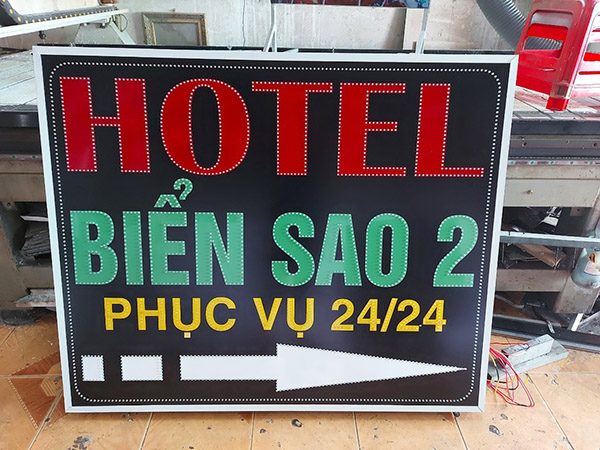 HOTEL
BIỂN SAO 2
PHỤC VỤ 24/24